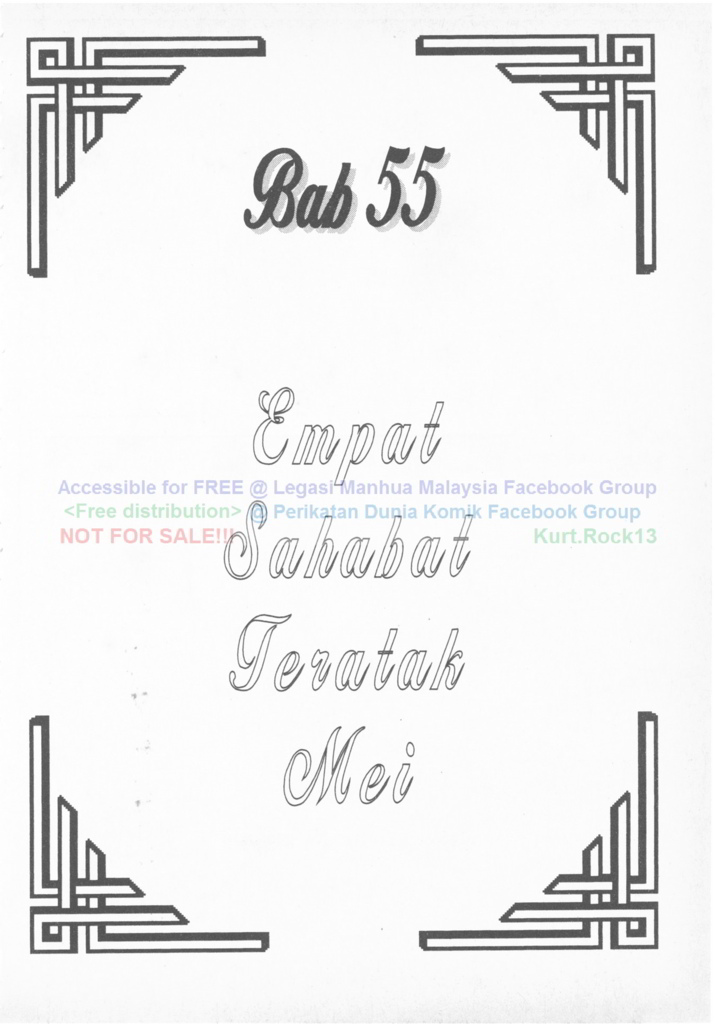 Bab 55
Empat
Accessible for FREE @ Legasi Manhua Malaysia Facebook Group
<Free distribution> @ Perikatan Dunia Komik Facebook Group
NOT FOR SALE!!! Kurt.Rock13
Sahabat
Teratak
Mei